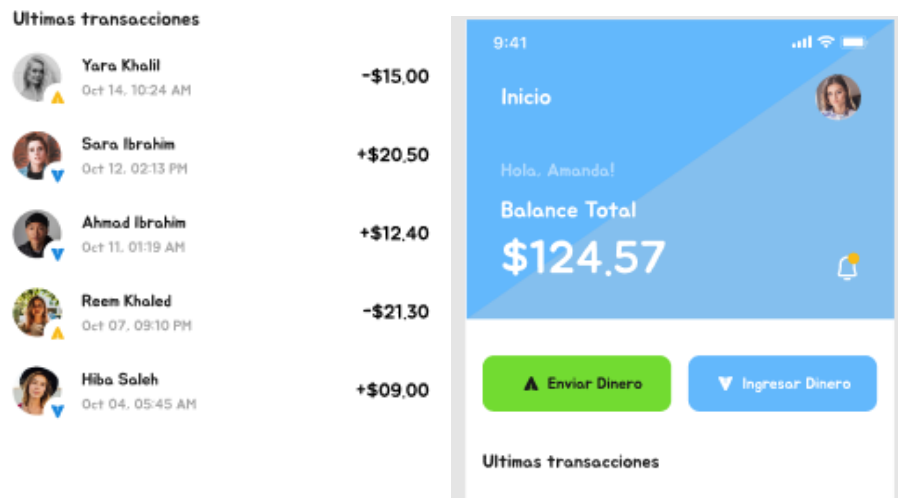 Ultimas transacciones
Yara Khalil
Oct 14, 10:24 AM
-$15,00
Sara Ibrahim
Oct 12, 02:13 PM
+$20,50
Ahmad Ibrahim
Oct 11, 01:19 AM
+$12,40
Reem Khaled
Oct 07, 09:10 PM
-$21,30
Hiba Saleh
Oct 04, 05:45 AM
+$09,00
9:41
Inicio
Hola, Amanda!
Balance Total
$124.57
Enviar Dinero
Ingresar Dinero
Ultimas transacciones